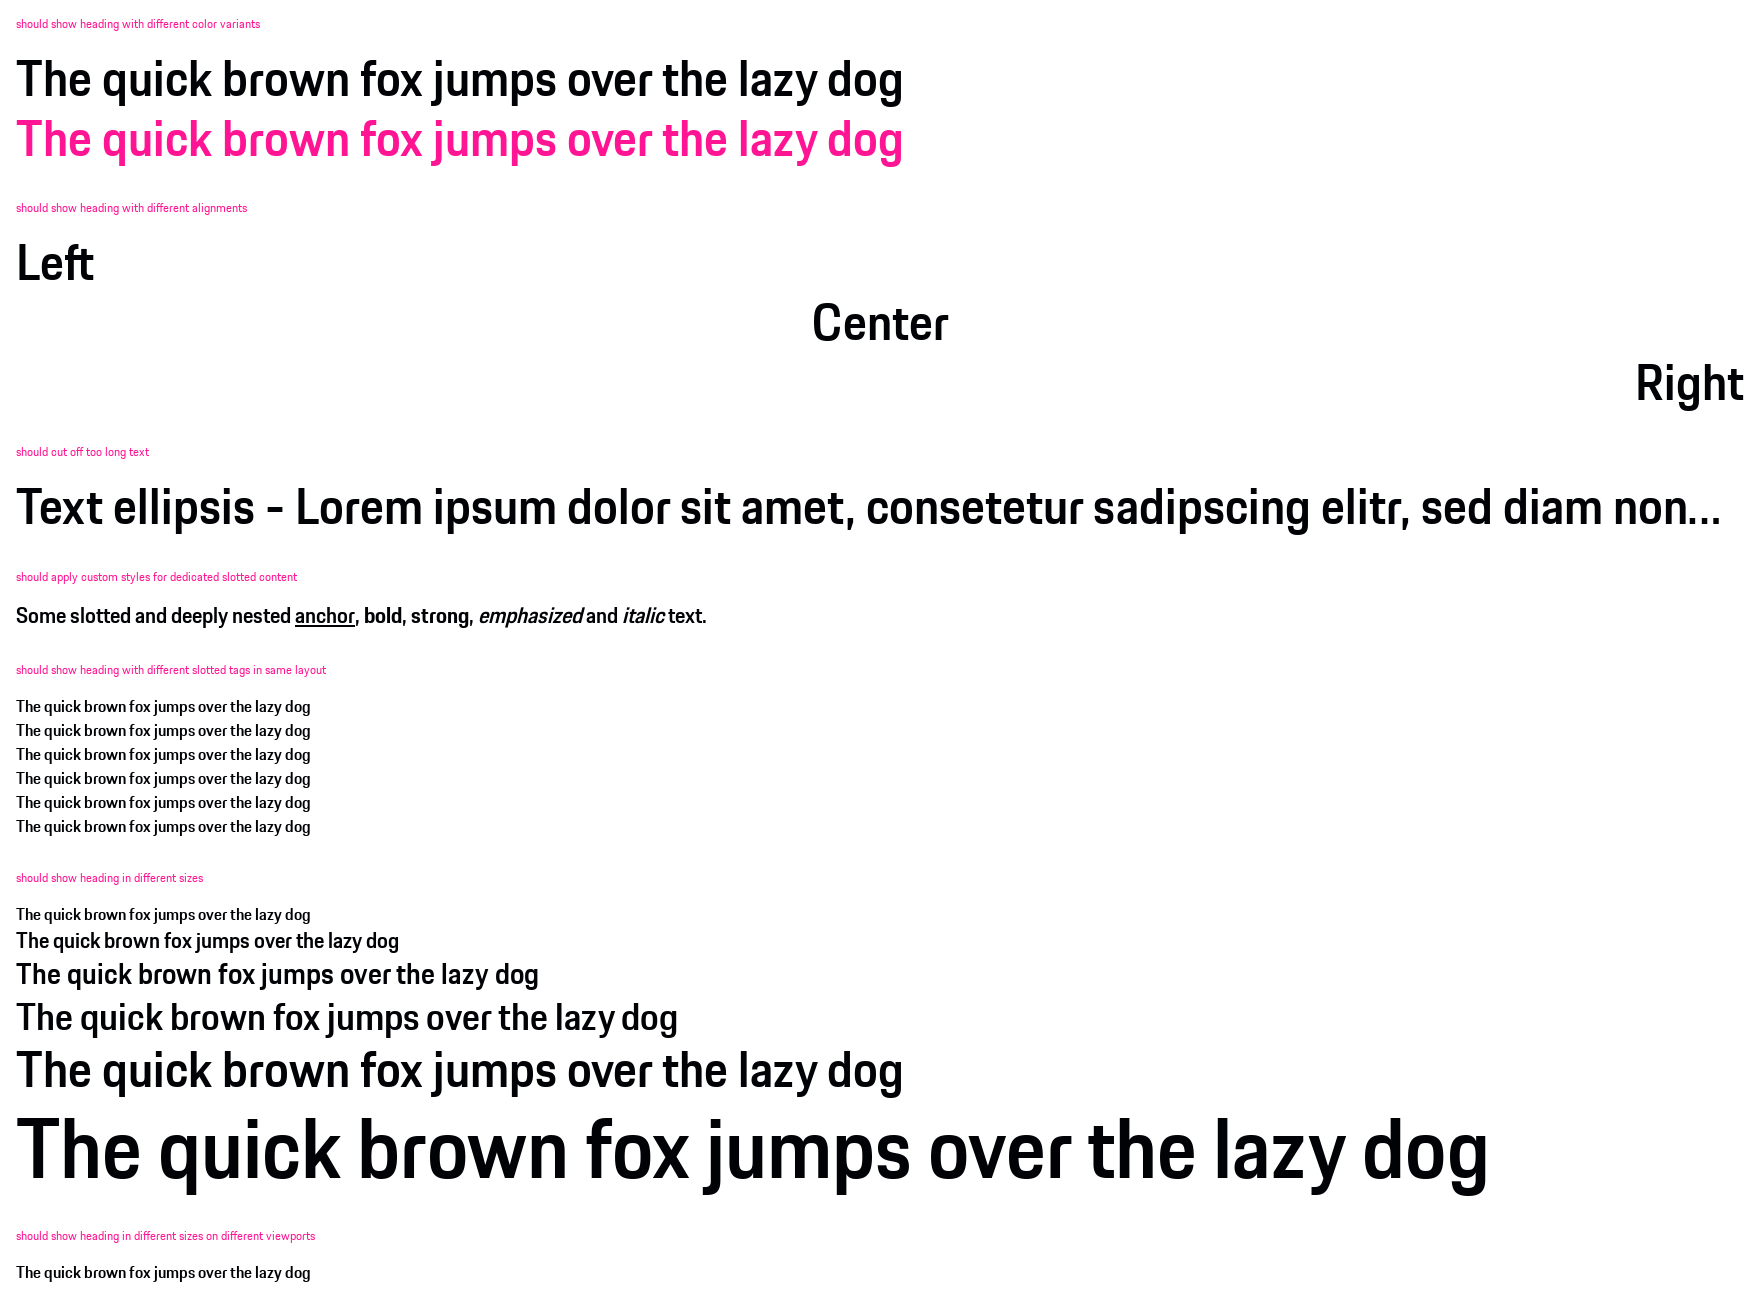 should show heading with different color variants
The quick brown fox jumps over the lazy dog
The quick brown fox jumps over the lazy dog
should show heading with different alignments
Left
Center
Right
should cut off too long text
Text ellipsis - Lorem ipsum dolor sit amet, consetetur sadipscing elitr, sed diam non...
should apply custom styles for dedicated slotted content
Some slotted and deeply nested anchor, bold, strong, emphasized and italic text.
should show heading with different slotted tags in same layout
The quick brown fox jumps over the lazy dog
The quick brown fox jumps over the lazy dog
The quick brown fox jumps over the lazy dog
The quick brown fox jumps over the lazy dog
The quick brown fox jumps over the lazy dog
The quick brown fox jumps over the lazy dog
should show heading in different sizes
The quick brown fox jumps over the lazy dog
The quick brown fox jumps over the lazy dog
The quick brown fox jumps over the lazy dog
The quick brown fox jumps over the lazy dog
The quick brown fox jumps over the lazy dog
The quick brown fox jumps over the lazy dog
should show heading in different sizes on different viewports
The quick brown fox jumps over the lazy dog